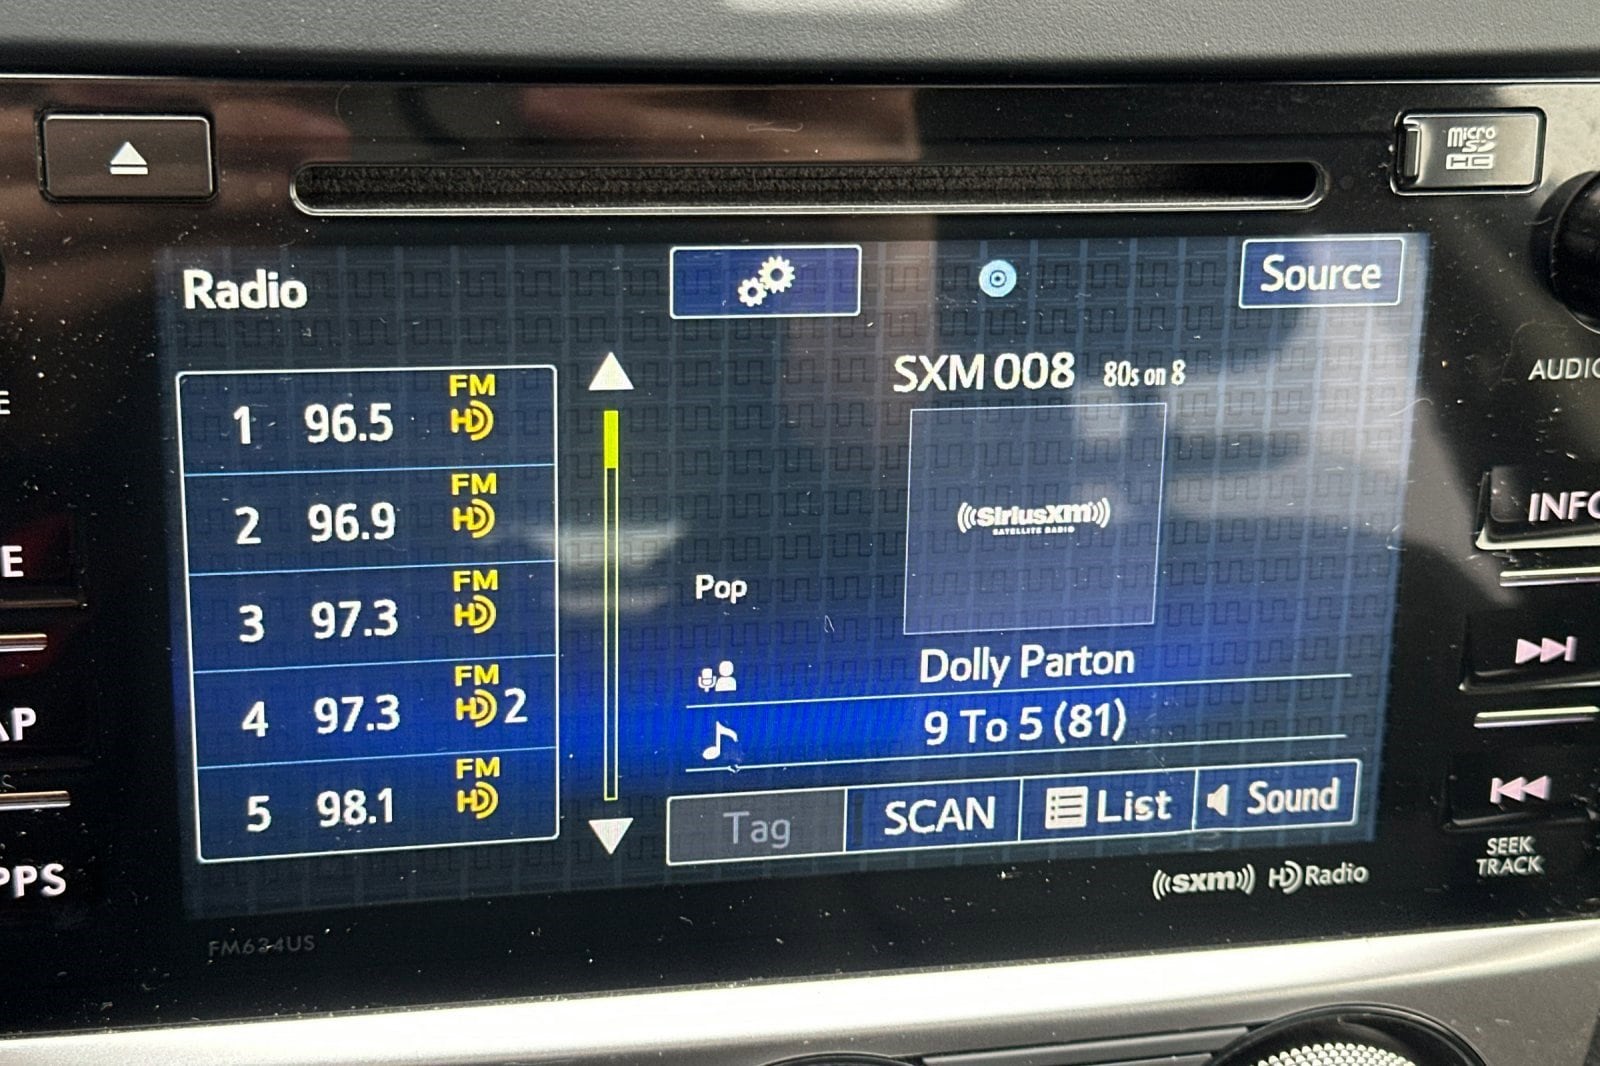 micro
SD
HC
Radio
Source
AUDIO
SXM 008 80s on 8
1 96.5 FM HD
2 96.9 FM HD
3 97.3 FM HD
4 97.3 FM HD 2
5 98.1 FM HD
((SiriusXM))
SATELLITE RADIO
Pop
Dolly Parton
9 To 5 (81)
Tag
SCAN
List
Sound
((sxm)) HD Radio
FM634US
E
E
AP
PPS
INFO
SEEK
TRACK